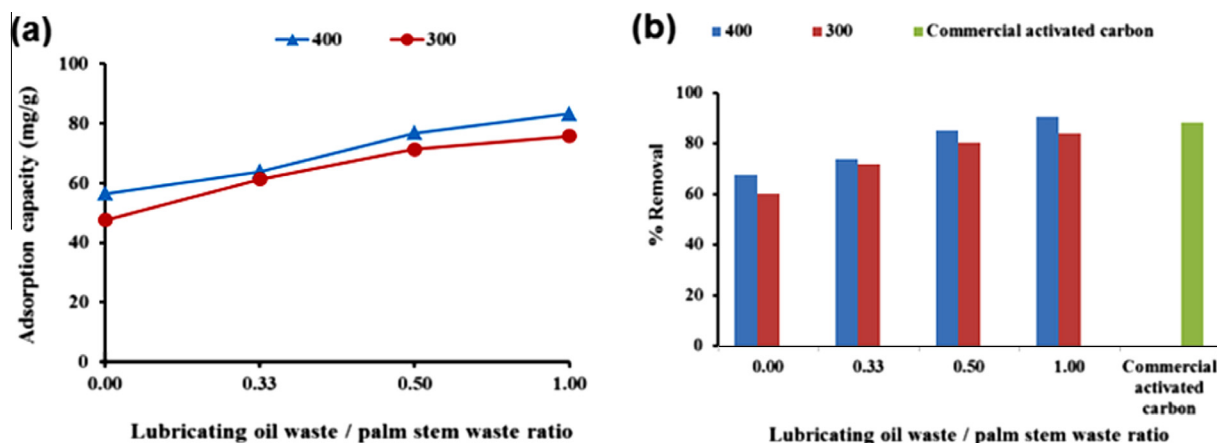 (a)
400 300
Adsorption capacity (mg/g)
100
80
60
40
20
0
0.00 0.33 0.50 1.00
Lubricating oil waste / palm stem waste ratio
(b)
400 300 Commercial activated carbon
% Removal
100
80
60
40
20
0
0.00 0.33 0.50 1.00 Commercial
activated
carbon
Lubricating oil waste / palm stem waste ratio